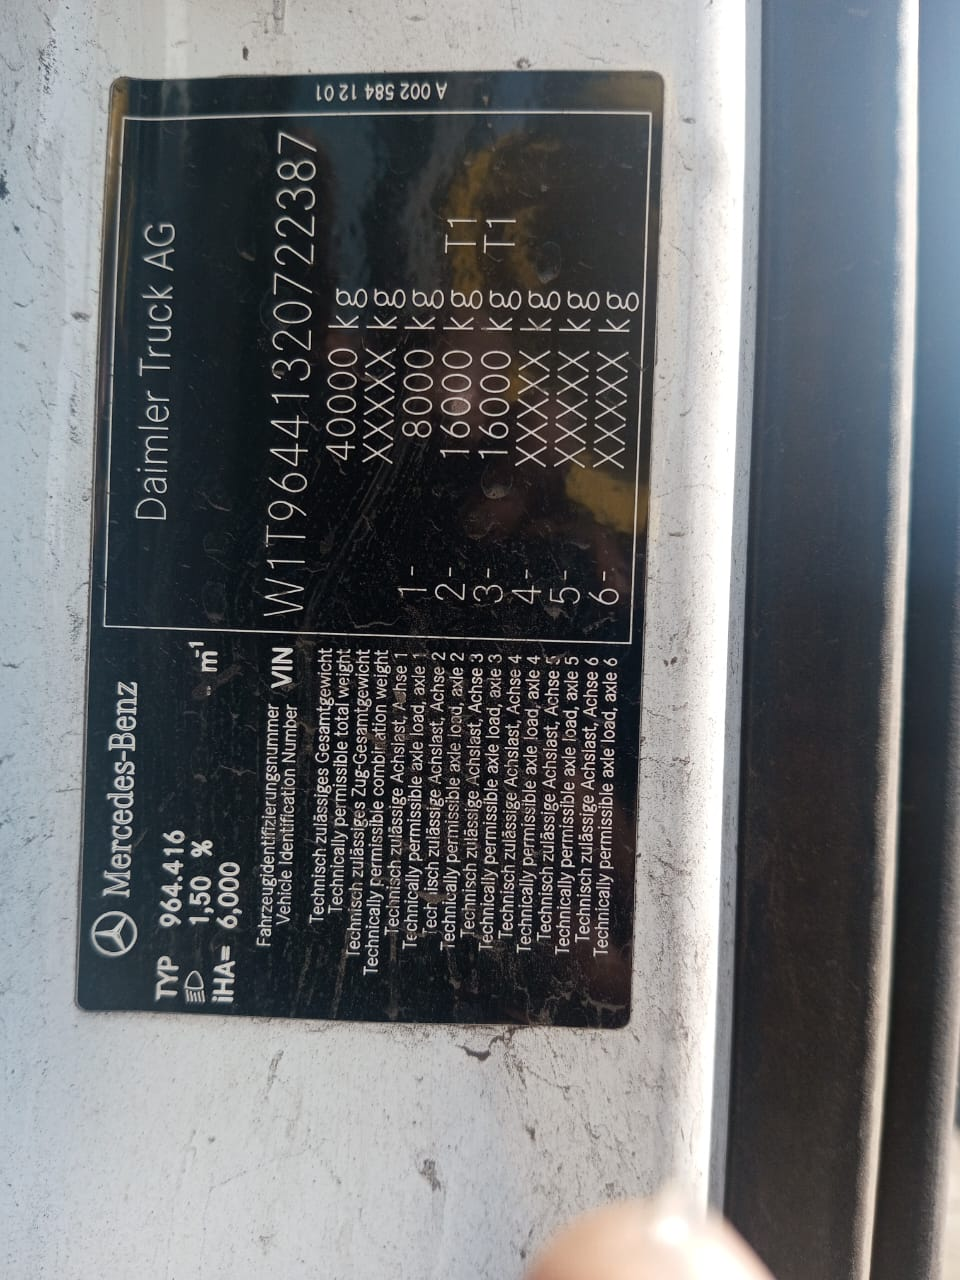 Mercedes-Benz
Daimler Truck AG
TYP 964.416
1,50 %
iHA= 6,000 m⁻¹
Fahrzeugidentifizierungsnummer
Vehicle Identification Number VIN W1T96441320722387
Technisch zulässiges Gesamtgewicht
Technically permissible total weight 40000 kg
Technisch zulässiges Zug-Gesamtgewicht
Technically permissible combination weight XXXXX kg
Technisch zulässige Achslast, Achse 1
Technically permissible axle load, axle 1 1- 8000 kg
Technisch zulässige Achslast, Achse 2
Technically permissible axle load, axle 2 2- 16000 kg T1
Technisch zulässige Achslast, Achse 3
Technically permissible axle load, axle 3 3- 16000 kg T1
Technisch zulässige Achslast, Achse 4
Technically permissible axle load, axle 4 4- XXXXX kg
Technisch zulässige Achslast, Achse 5
Technically permissible axle load, axle 5 5- XXXXX kg
Technisch zulässige Achslast, Achse 6
Technically permissible axle load, axle 6 6- XXXXX kg
A 002 584 12 01